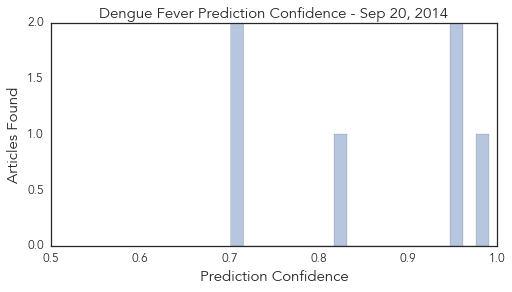 Dengue Fever Prediction Confidence - Sep 20, 2014
Articles Found
2.0
1.5
1.0
0.5
0.0
0.5 0.6 0.7 0.8 0.9 1.0
Prediction Confidence